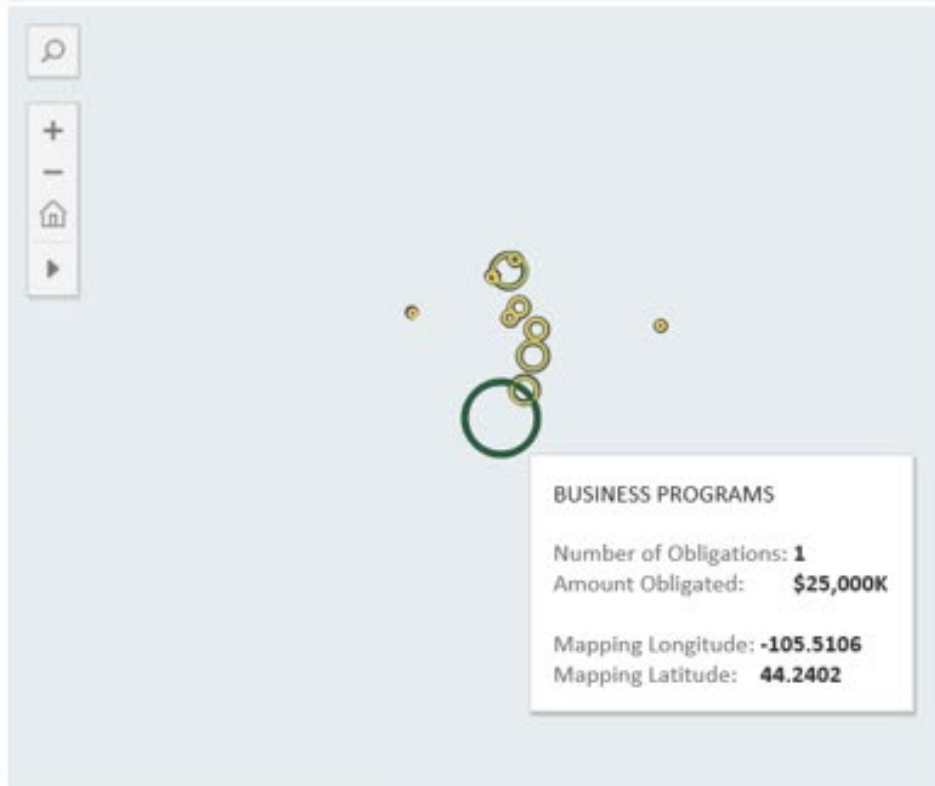 BUSINESS PROGRAMS
Number of Obligations: 1
Amount Obligated: $25,000K
Mapping Longitude: -105.5106
Mapping Latitude: 44.2402